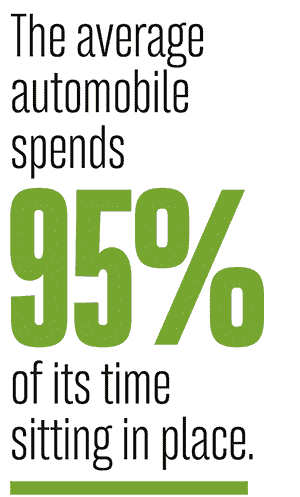 The average
automobile
spends
95%
of its time
sitting in place.